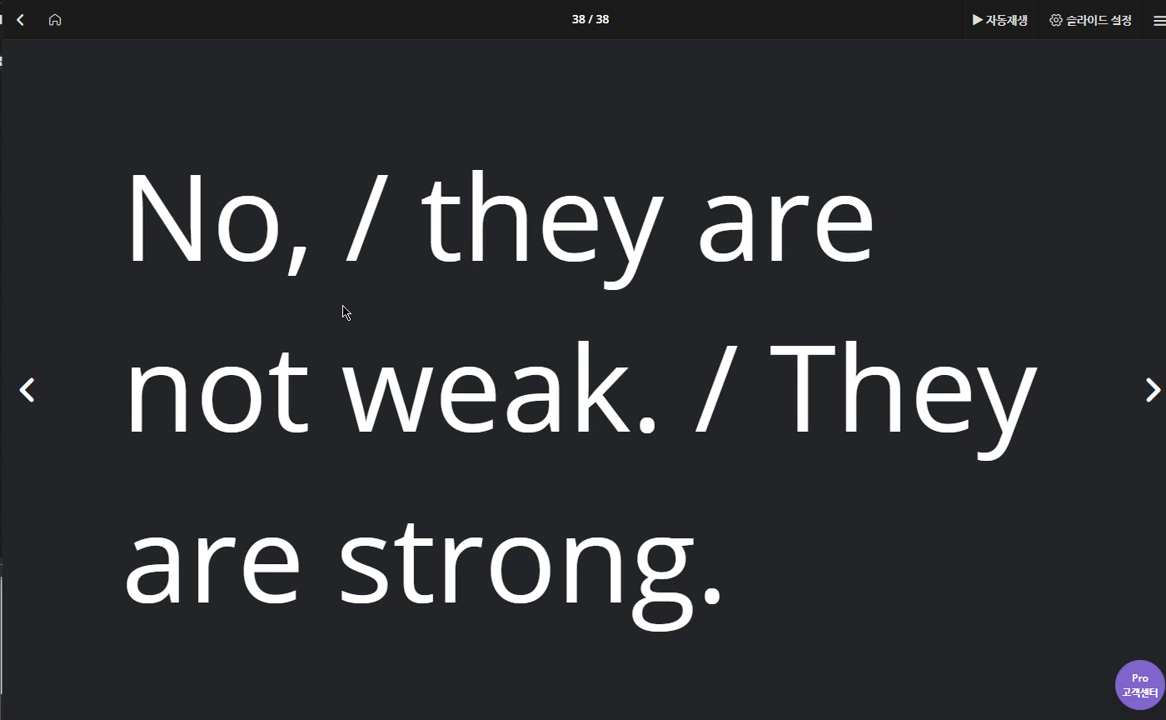 38 / 38
▶ 자동재생
슬라이드 설정
No, / they are
not weak. / They
are strong.
Pro
고객센터